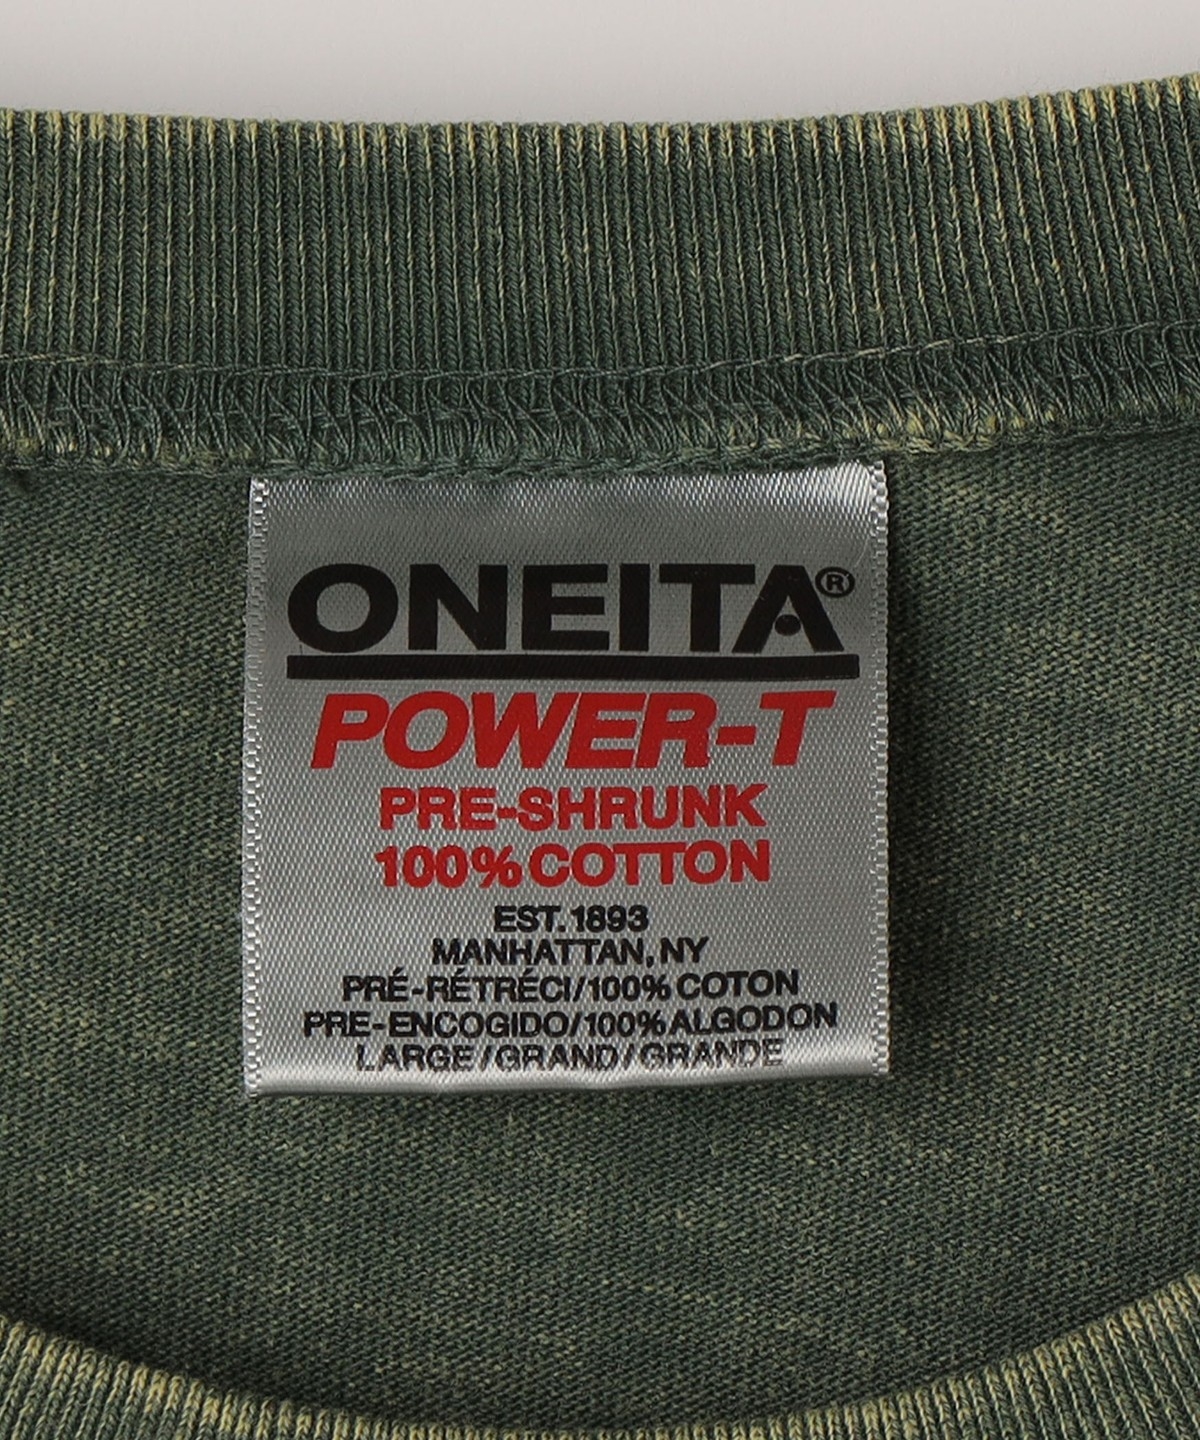 ONEITA®
POWER-T
PRE-SHRUNK
100% COTTON
EST. 1893
MANHATTAN, NY
PRÉ-RÉTRÉCI/100% COTON
PRE-ENCOGIDO/100% ALGODON
LARGE/GRAND/GRANDE